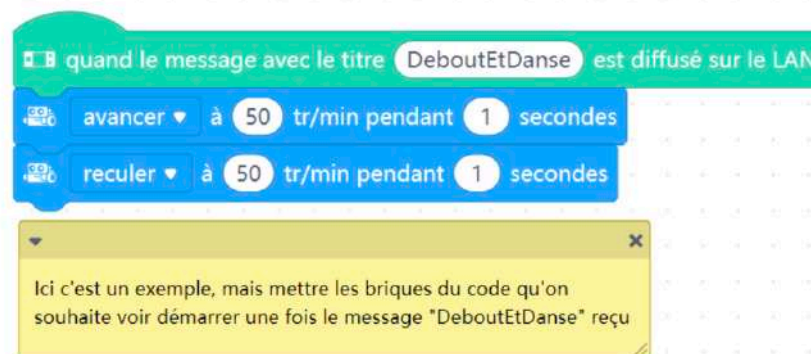 quand le message avec le titre DeboutEtDanse est diffusé sur le LAN
avancer à 50 tr/min pendant 1 secondes
reculer à 50 tr/min pendant 1 secondes
Ici c'est un exemple, mais mettre les briques du code qu'on
souhaite voir démarrer une fois le message "DeboutEtDanse" reçu